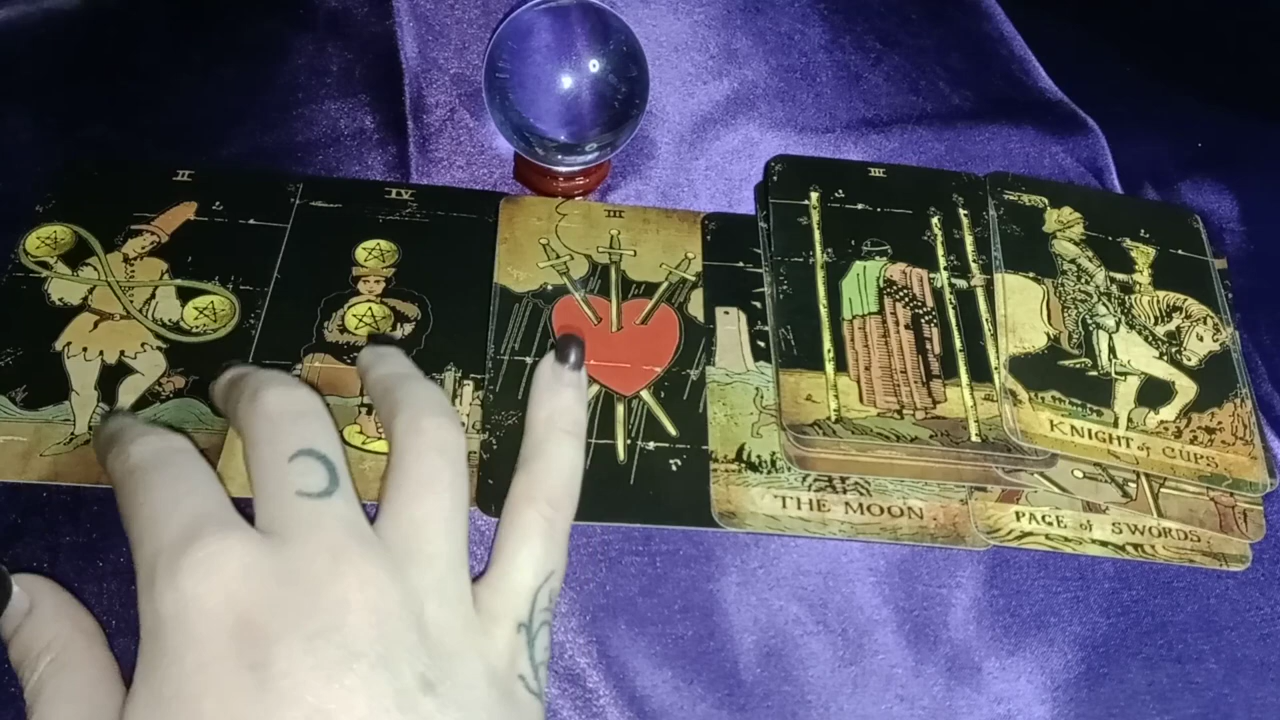 II
IV
III
III
THE MOON
KNIGHT of CUPS
PAGE of SWORDS